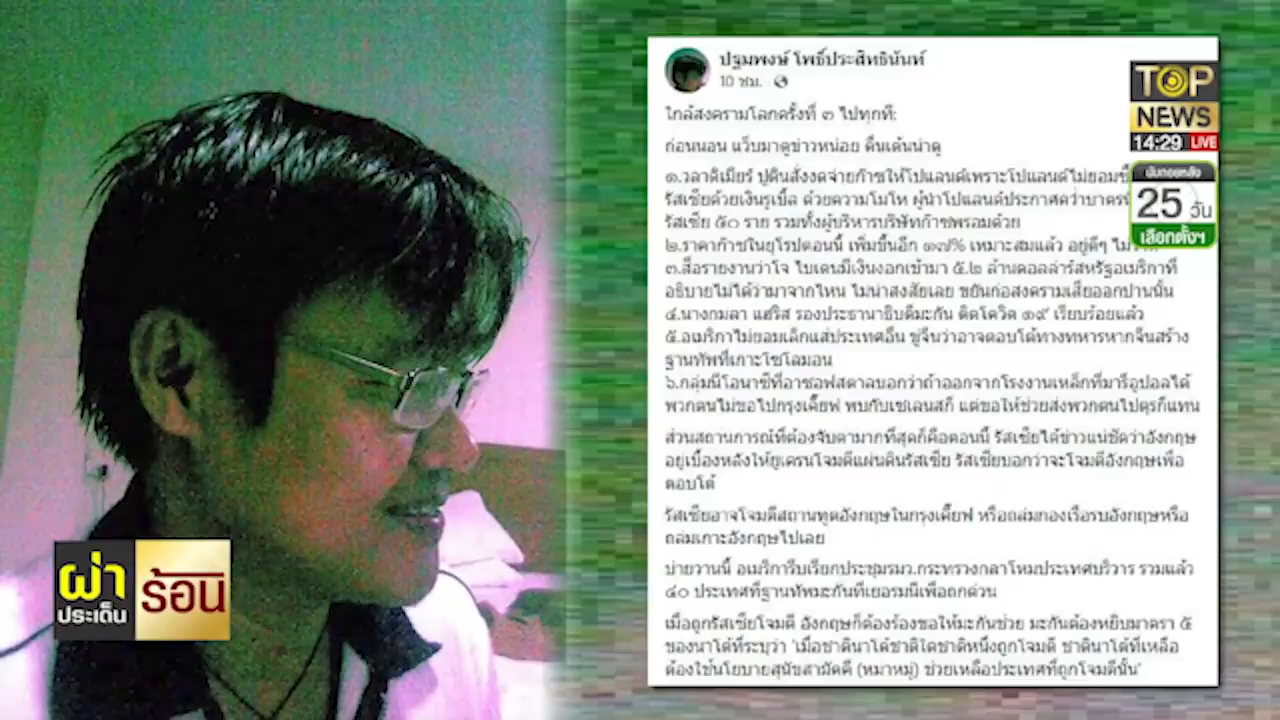 ปฐมพงษ์ โพธิ์ประสิทธินันท์
10 ชม.
ใกล้สงครามโลกครั้งที่ ๓ ไปทุกที:
ก่อนนอน แว็บมาดูข่าวหน่อย ตื่นเต้นน่าดู
๑.วลาดิเมียร์ ปูตินสั่งงดจ่ายก๊าซให้โปแลนด์เพราะโปแลนด์ไม่ยอม
รัสเซียด้วยเงินรูเบิ้ล ด้วยความโมโห ผู้นำโปแลนด์ประกาศคว่ำบาตร
รัสเซีย ๕๐ ราย รวมทั้งผู้บริหารบริษัทก๊าซพรอมด้วย
๒.ราคาก๊าซในยุโรปตอนนี้ เพิ่มขึ้นอีก ๑๗% เหมาะสมแล้ว อยู่ดีๆ
๓.สื่อรายงานว่าโจ ไบเดนมีเงินงอกเข้ามา ๕.๒ ล้านดอลล่าร์สหรัฐอเมริกาที่
อธิบายไม่ได้ว่ามาจากไหน ไม่น่าสงสัยเลย ขยันก่อสงครามเสียออกปานนั้น
๔.นางกมลา แฮริส รองประธานาธิบดีมะกัน ติดโควิด ๑๙ เรียบร้อยแล้ว
๕.อเมริกาไม่ยอมเลิกแส่ประเทศอื่น ขู่จีนว่าอาจตอบโต้ทางทหารหากจีนสร้าง
ฐานทัพที่เกาะโซโลมอน
๖.กลุ่มนีโอนาซีที่อาซอฟสตาลบอกว่าถ้าออกจากโรงงานเหล็กที่มารีอูปอลได้
พวกตนไม่ขอไปกรุงเคี๊ยฟ พบกับเซเลนสกี แต่ขอให้ช่วยส่งพวกตนไปตุรกีแทน
ส่วนสถานการณ์ที่ต้องจับตามากที่สุดก็คือตอนนี้ รัสเซียได้ข่าวแน่ชัดว่าอังกฤษ
อยู่เบื้องหลังให้ยูเครนโจมตีแผ่นดินรัสเซีย รัสเซียบอกว่าจะโจมตีอังกฤษเพื่อ
ตอบโต้
รัสเซียอาจโจมตีสถานทูตอังกฤษในกรุงเคี๊ยฟ หรือถล่มกองเรือรบอังกฤษหรือ
ถล่มเกาะอังกฤษไปเลย
บ่ายวานนี้ อเมริการีบเรียกประชุมรมว.กระทรวงกลาโหมประเทศบริวาร รวมแล้ว
๔๐ ประเทศที่ฐานทัพมะกันที่เยอรมนีเพื่อถกด่วน
เมื่อถูกรัสเซียโจมตี อังกฤษก็ต้องร้องขอให้มะกันช่วย มะกันต้องหยิบมาตรา ๕
ของนาโต้ที่ระบุว่า 'เมื่อชาตินาโต้ชาติใดชาติหนึ่งถูกโจมตี ชาตินาโต้ที่เหลือ
ต้องใช้นโยบายสุนัขสามัคคี (หมาหมู่) ช่วยเหลือประเทศที่ถูกโจมตีนั้น'
TOP
NEWS
14:29 LIVE
นับถอยหลัง
25 วัน
เลือกตั้งฯ
ผ่า
ประเด็น
ร้อน